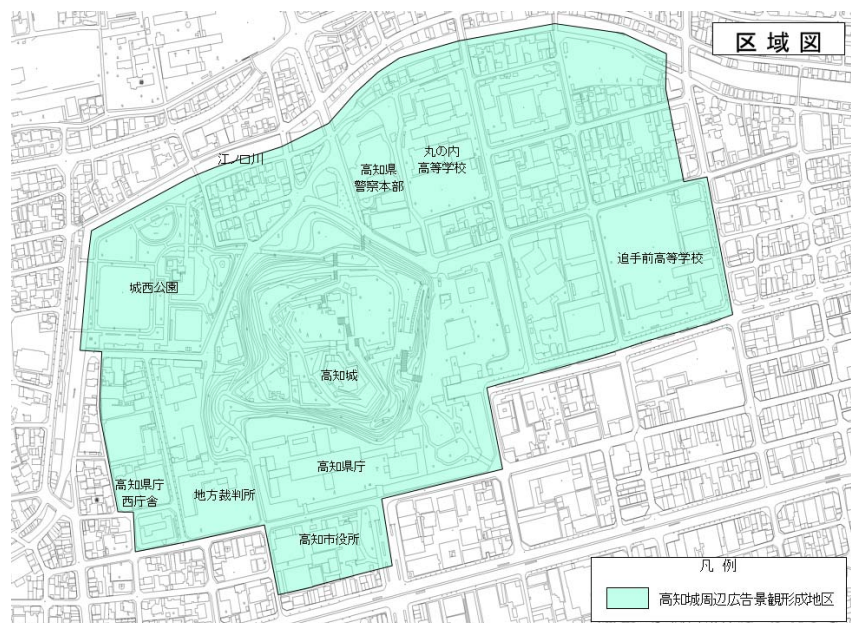 区域図
江ノ口川
丸の内
高等学校
高知県
警察本部
追手前高等学校
城西公園
高知城
高知県庁
高知県庁
西庁舎
地方裁判所
高知市役所
凡例
高知城周辺広告景観形成地区